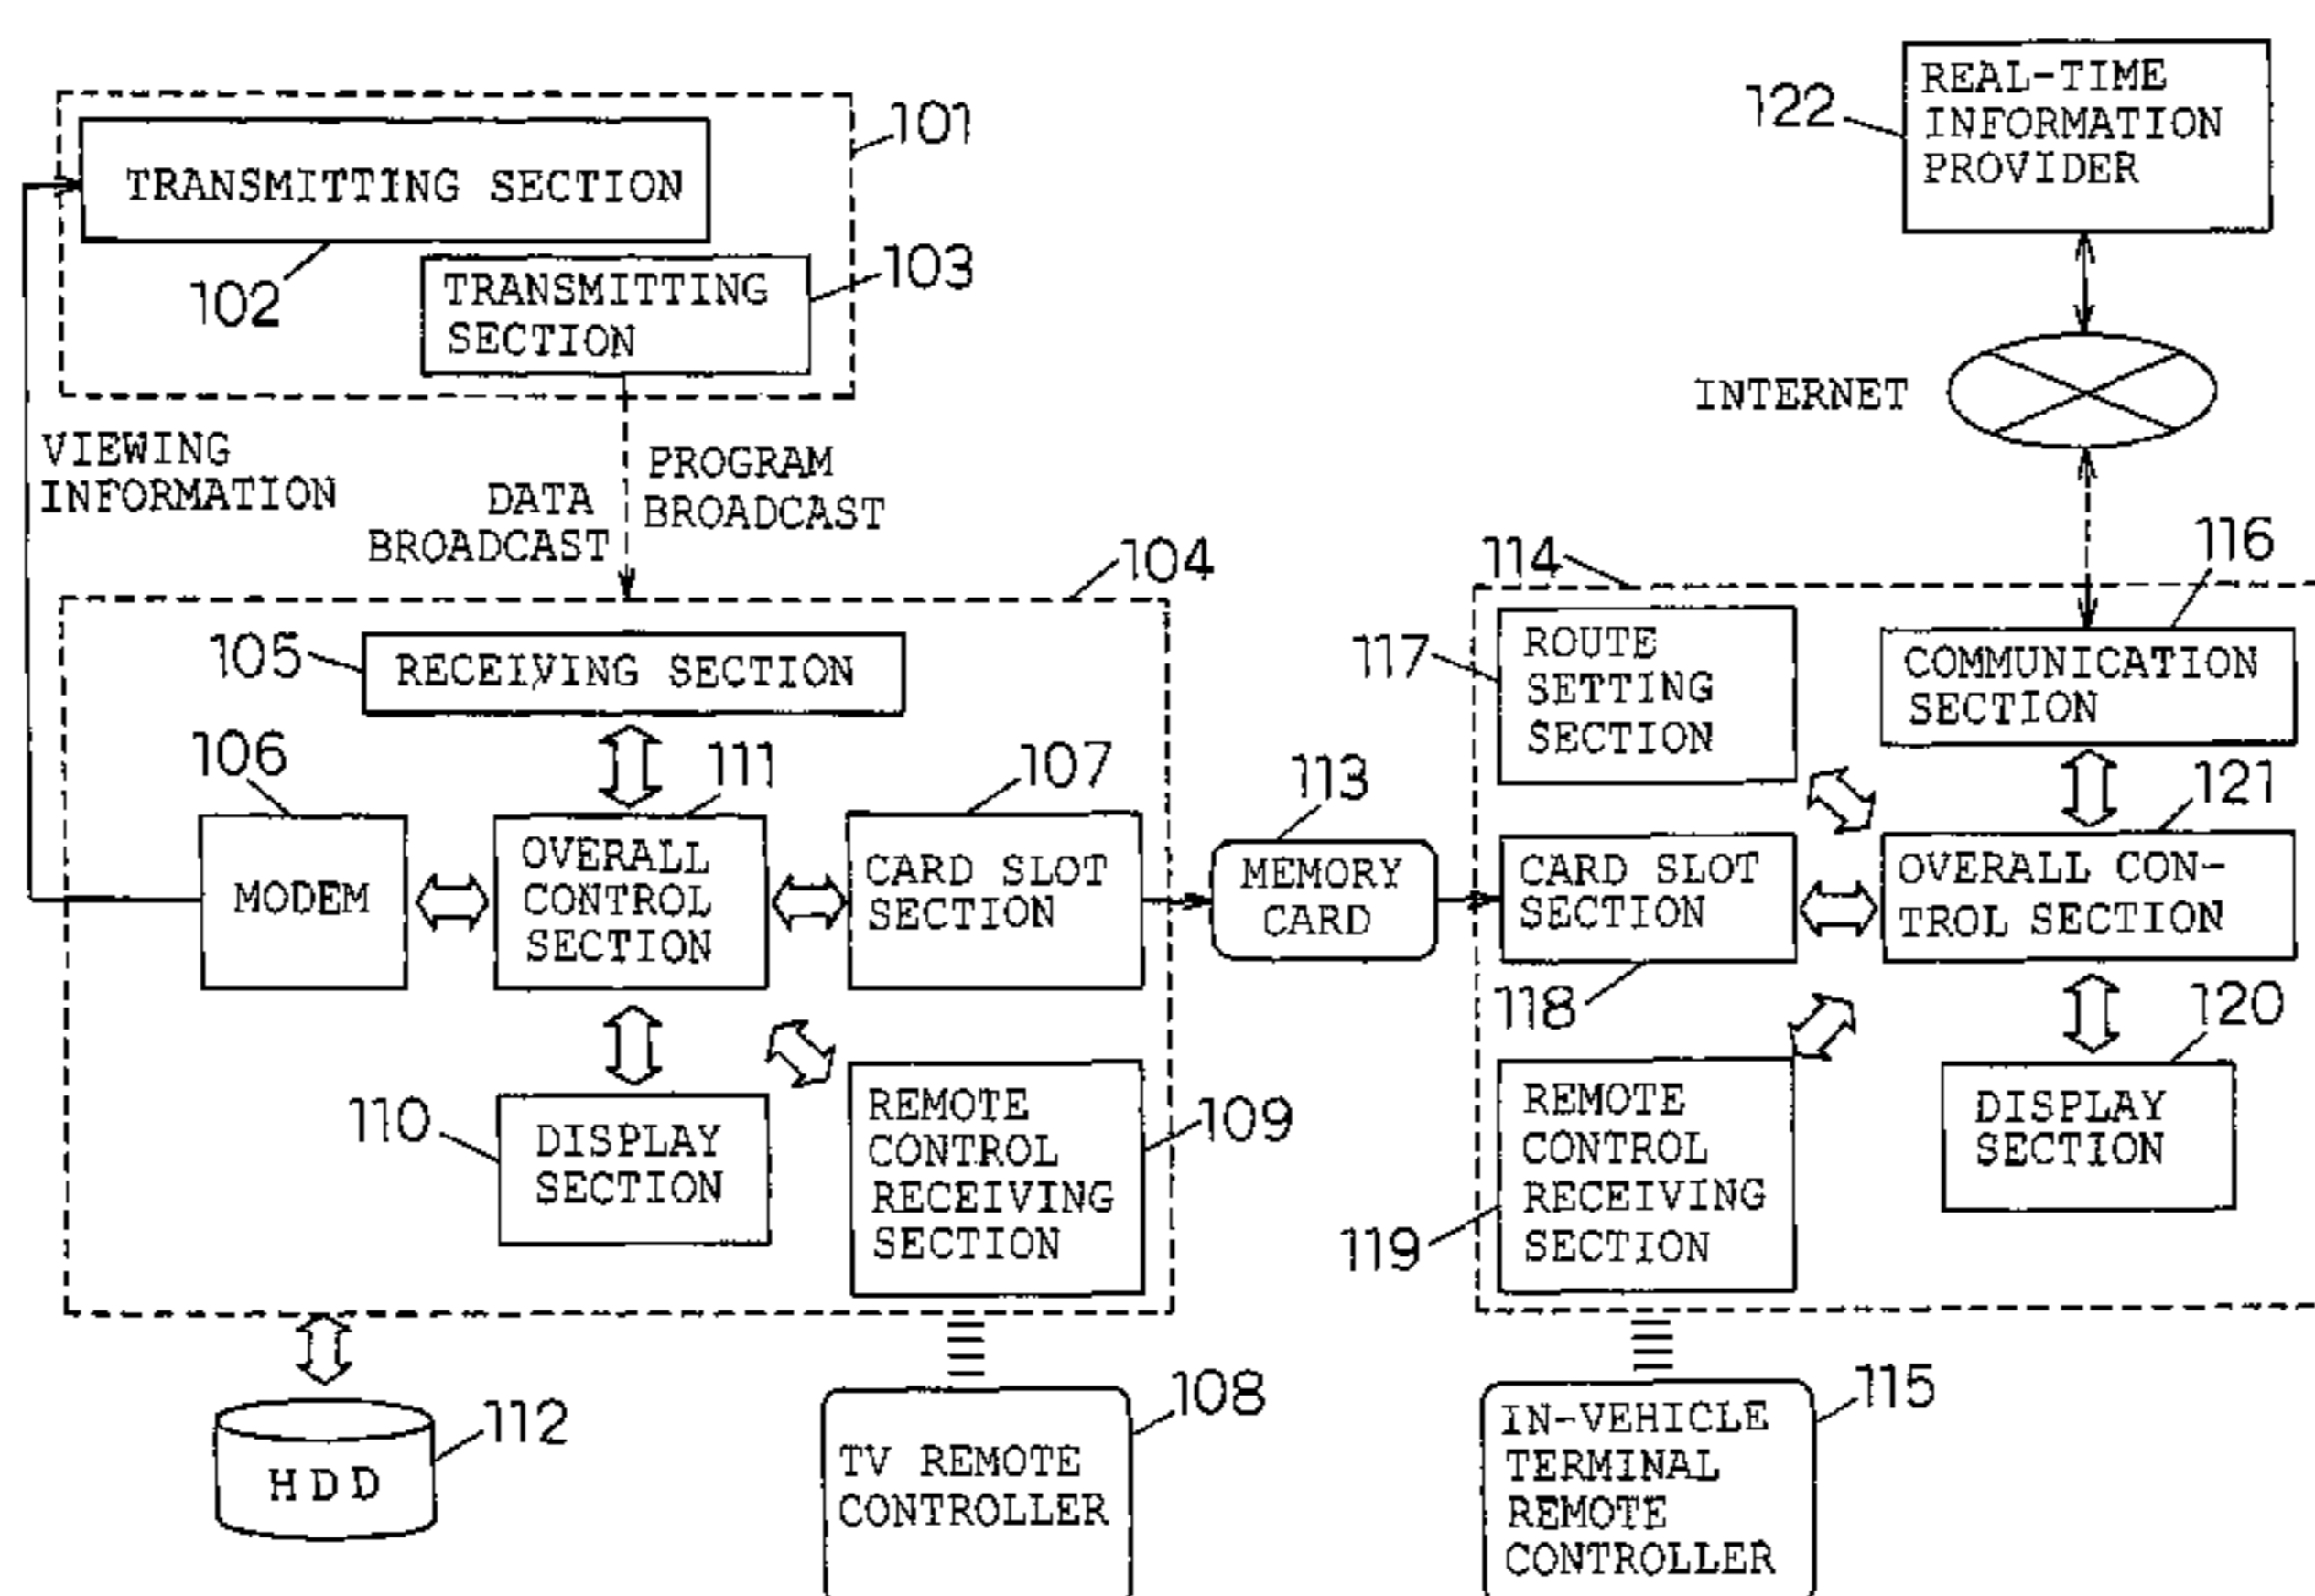 101
TRANSMITTING SECTION
102
103
TRANSMITTING
SECTION
VIEWING
INFORMATION
DATA
BROADCAST
PROGRAM
BROADCAST
104
105
RECEIVING SECTION
106
111
107
MODEM
OVERALL
CONTROL
SECTION
CARD SLOT
SECTION
110
DISPLAY
SECTION
REMOTE
CONTROL
RECEIVING
SECTION
109
112
HDD
108
TV REMOTE
CONTROLLER
113
MEMORY
CARD
122
REAL-TIME
INFORMATION
PROVIDER
INTERNET
114
116
117
ROUTE
SETTING
SECTION
COMMUNICATION
SECTION
121
CARD SLOT
SECTION
OVERALL CON-
TROL SECTION
118
120
REMOTE
CONTROL
RECEIVING
SECTION
119
DISPLAY
SECTION
115
IN-VEHICLE
TERMINAL
REMOTE
CONTROLLER